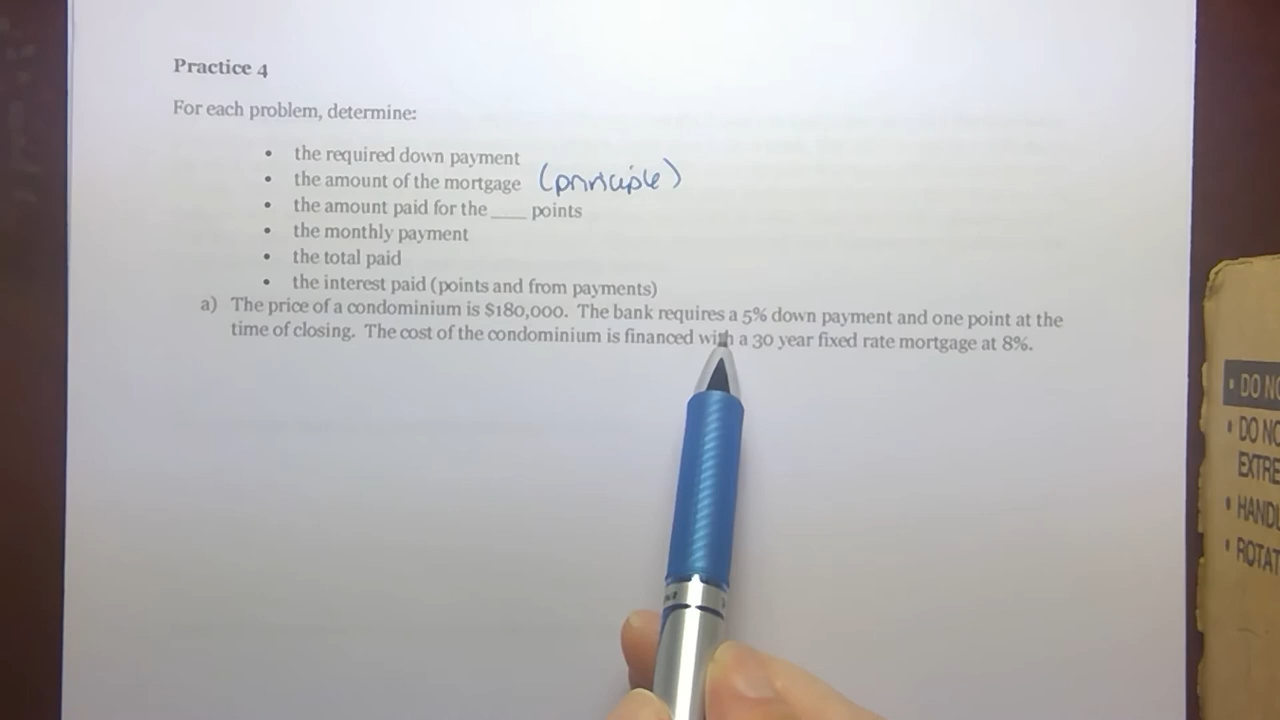 Practice 4
For each problem, determine:
• the required down payment
• the amount of the mortgage (principle)
• the amount paid for the ____ points
• the monthly payment
• the total paid
• the interest paid (points and from payments)
a) The price of a condominium is $180,000. The bank requires a 5% down payment and one point at the
time of closing. The cost of the condominium is financed with a 30 year fixed rate mortgage at 8%.
• DO NO
• DO NO
EXTRE
• HANDL
• ROTAT